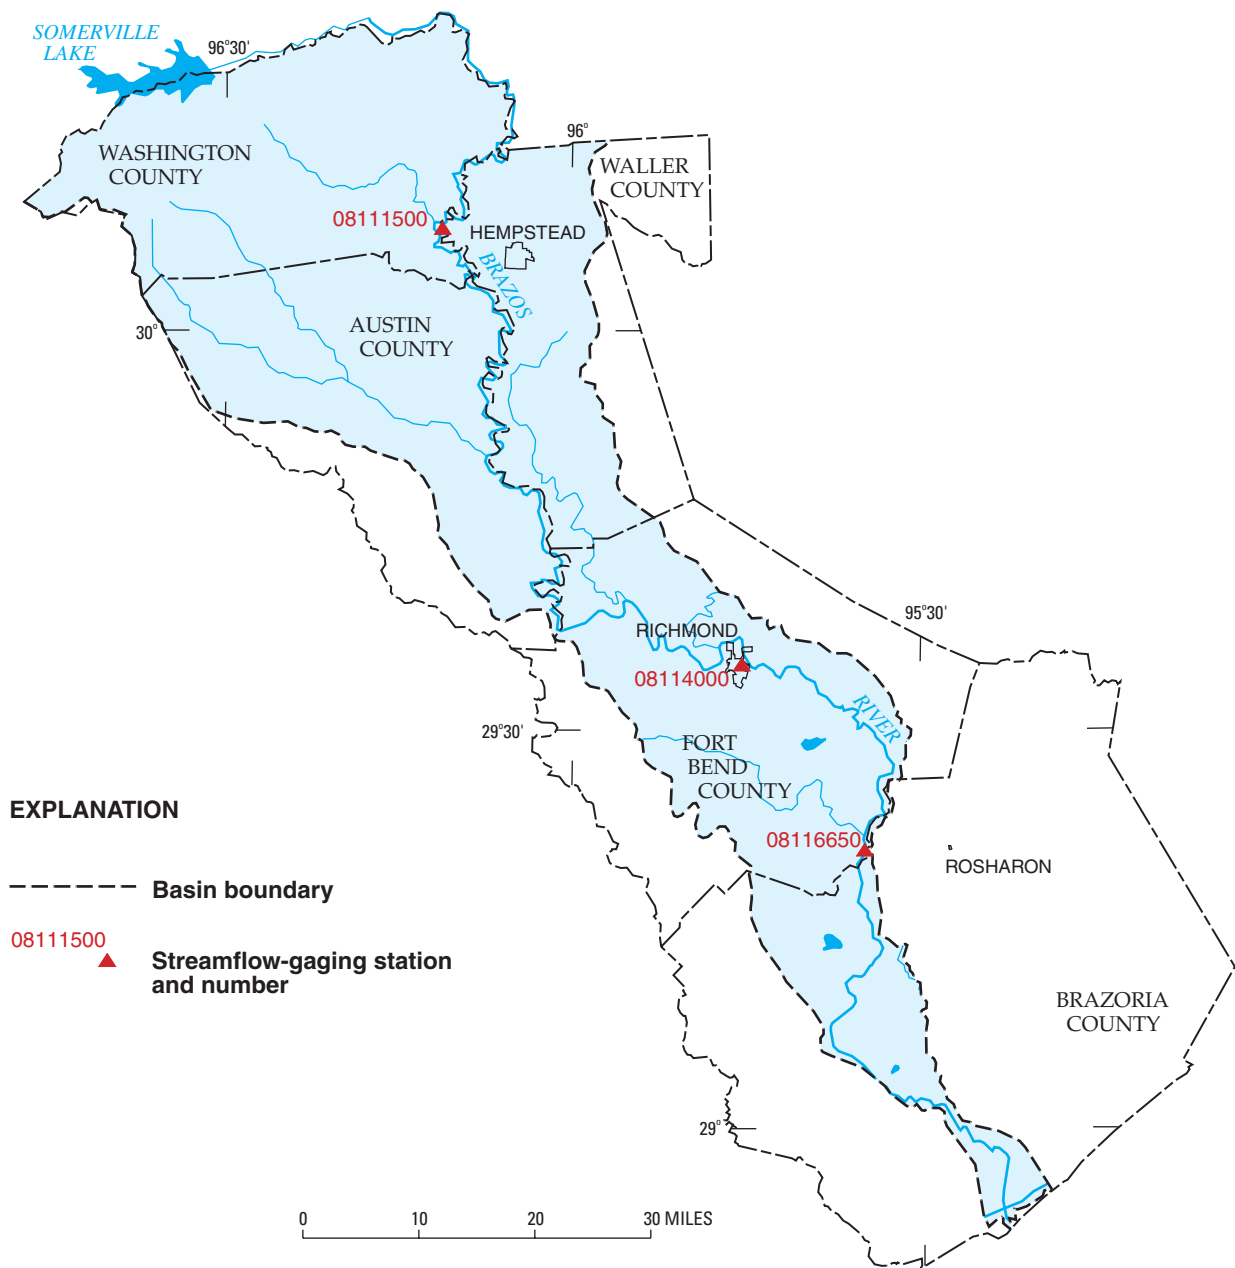 SOMERVILLE
LAKE
96°30'
96°
WASHINGTON
COUNTY
WALLER
COUNTY
08111500
HEMPSTEAD
BRAZOS
30°
AUSTIN
COUNTY
95°30'
RICHMOND
08114000
RIVER
29°30'
FORT
BEND
COUNTY
EXPLANATION
08116650
ROSHARON
Basin boundary
08111500
Streamflow-gaging station
and number
BRAZORIA
COUNTY
29°
0 10 20 30 MILES